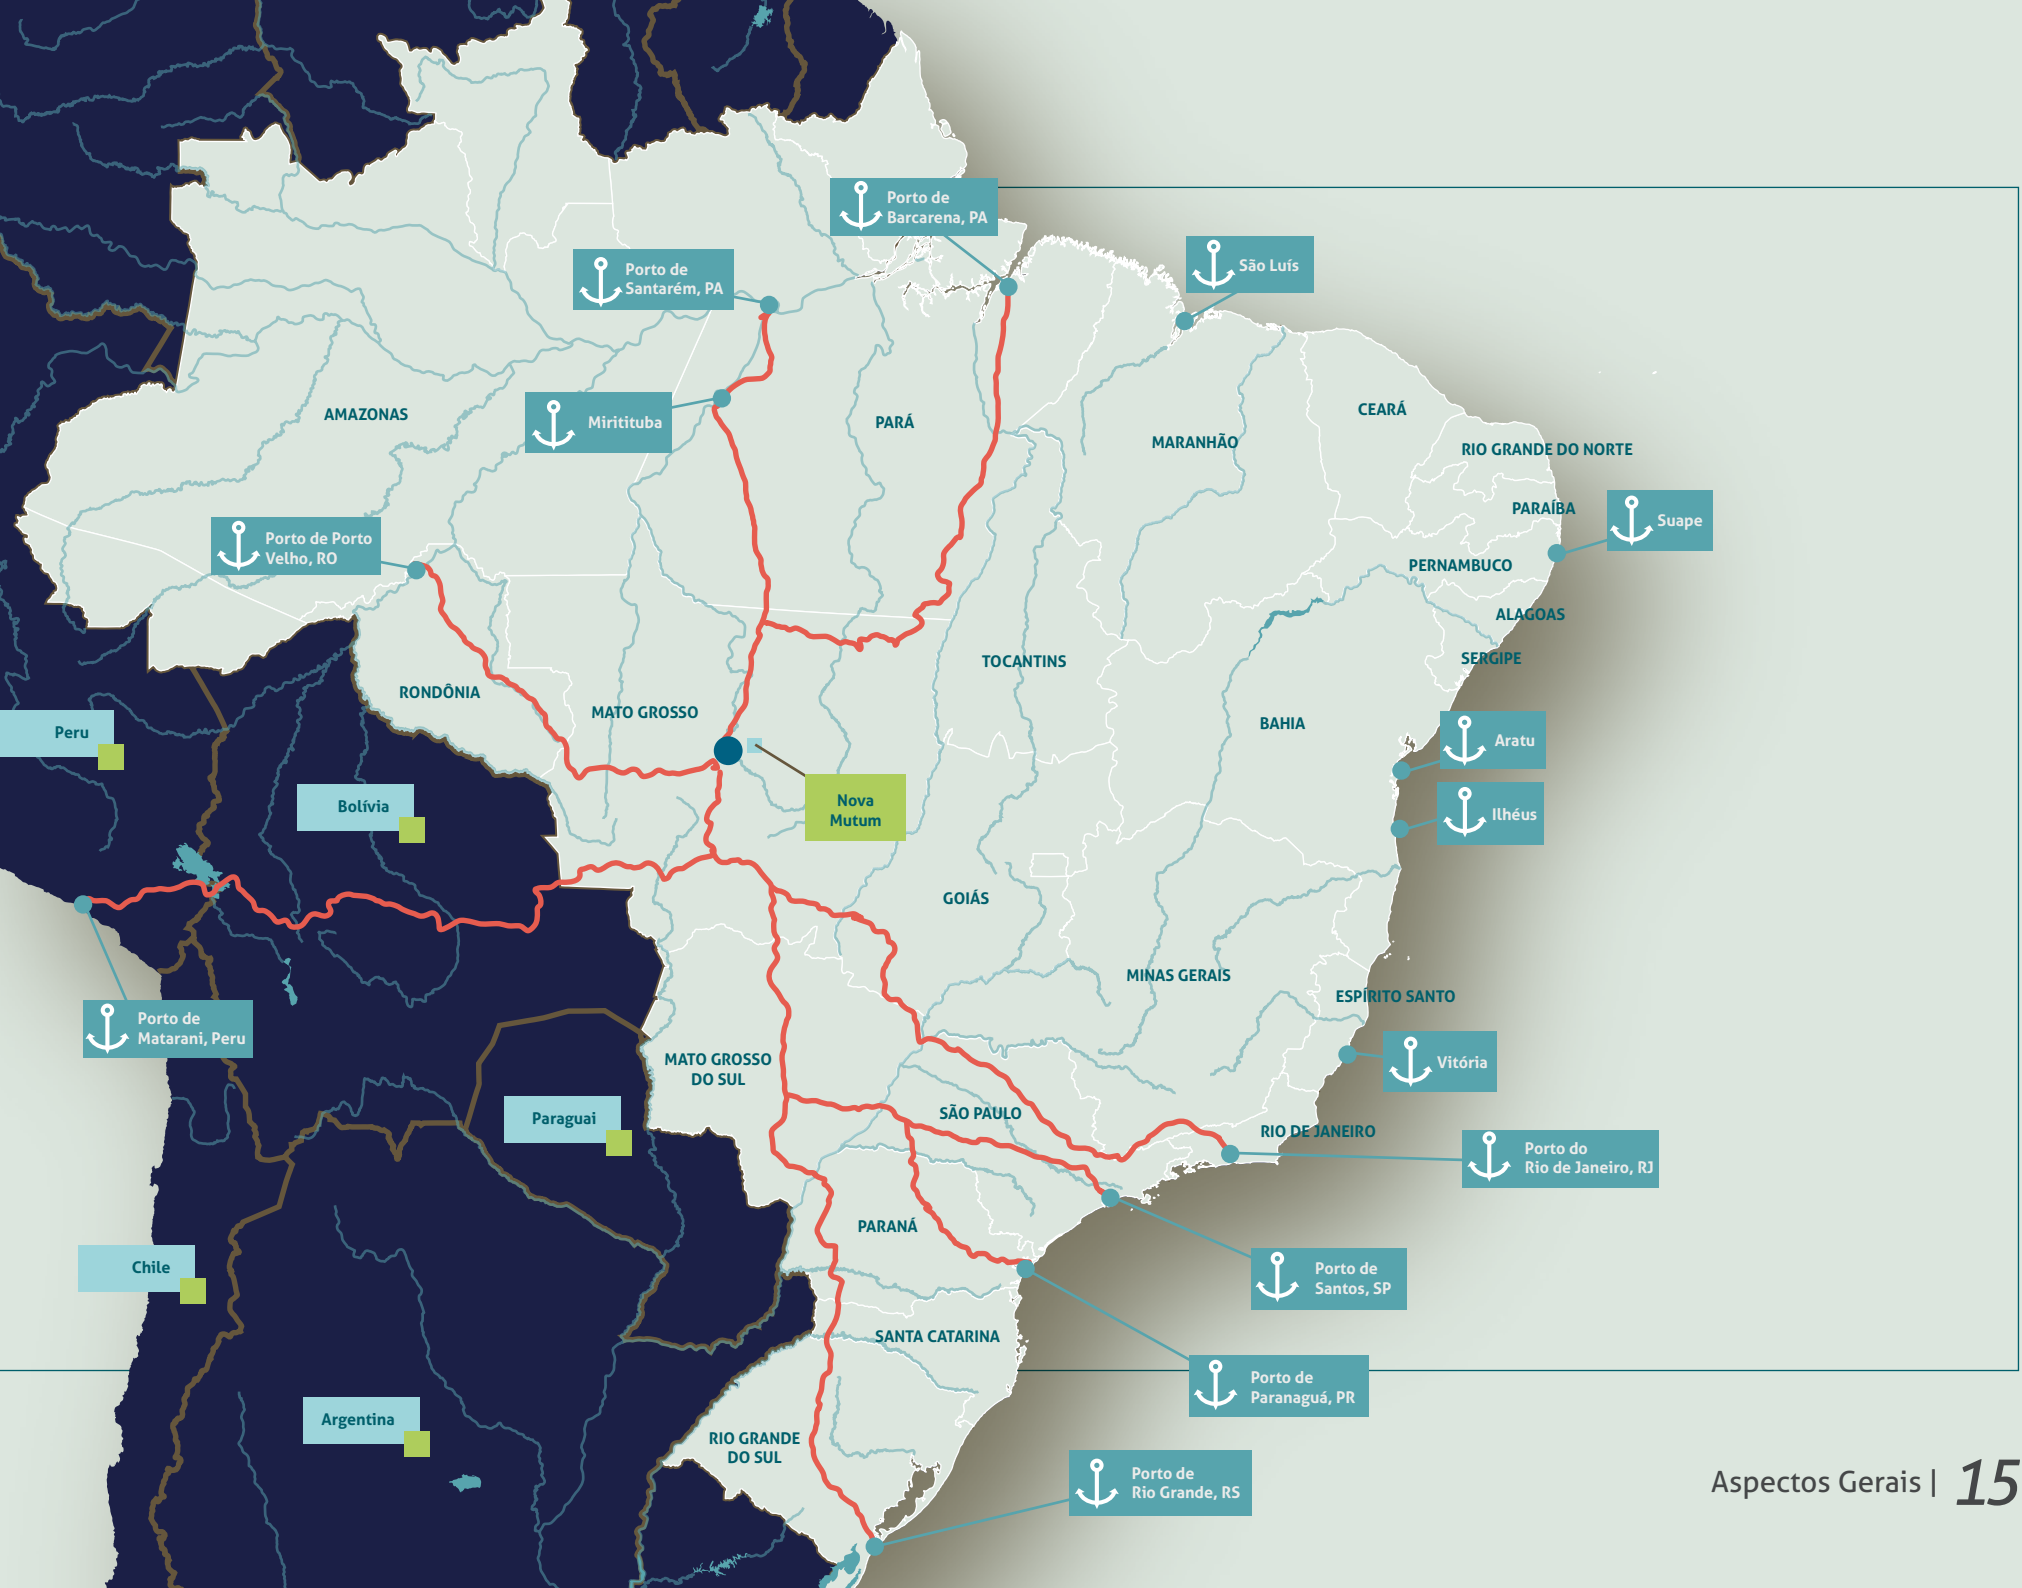 Porto de
Barcarena, PA
São Luís
Porto de
Santarém, PA
AMAZONAS
Miritituba
PARÁ
MARANHÃO
CEARÁ
RIO GRANDE DO NORTE
PARAÍBA
Suape
Porto de Porto
Velho, RO
PERNAMBUCO
ALAGOAS
SERGIPE
TOCANTINS
RONDÔNIA
MATO GROSSO
BAHIA
Peru
Aratu
Bolívia
Nova
Mutum
Ilhéus
GOIÁS
MINAS GERAIS
ESPÍRITO SANTO
Porto de
Matarani, Peru
MATO GROSSO
DO SUL
Vitória
Paraguai
SÃO PAULO
RIO DE JANEIRO
Porto do
Rio de Janeiro, RJ
PARANÁ
Chile
Porto de
Santos, SP
SANTA CATARINA
Porto de
Paranaguá, PR
Argentina
RIO GRANDE
DO SUL
Porto de
Rio Grande, RS
Aspectos Gerais | 15